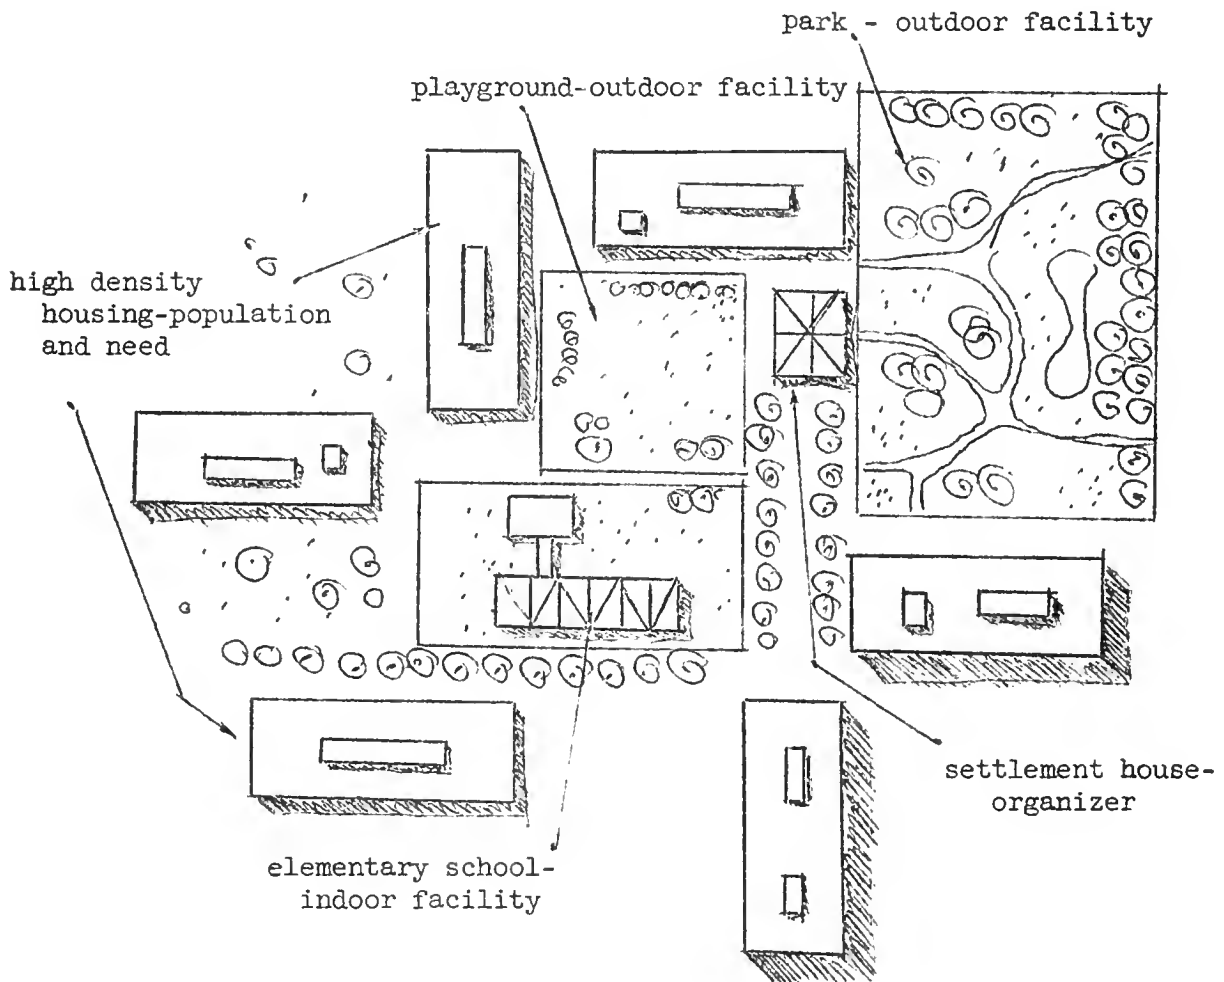 park - outdoor facility
playground-outdoor facility
high density
housing-population
and need
settlement house-
organizer
elementary school-
indoor facility